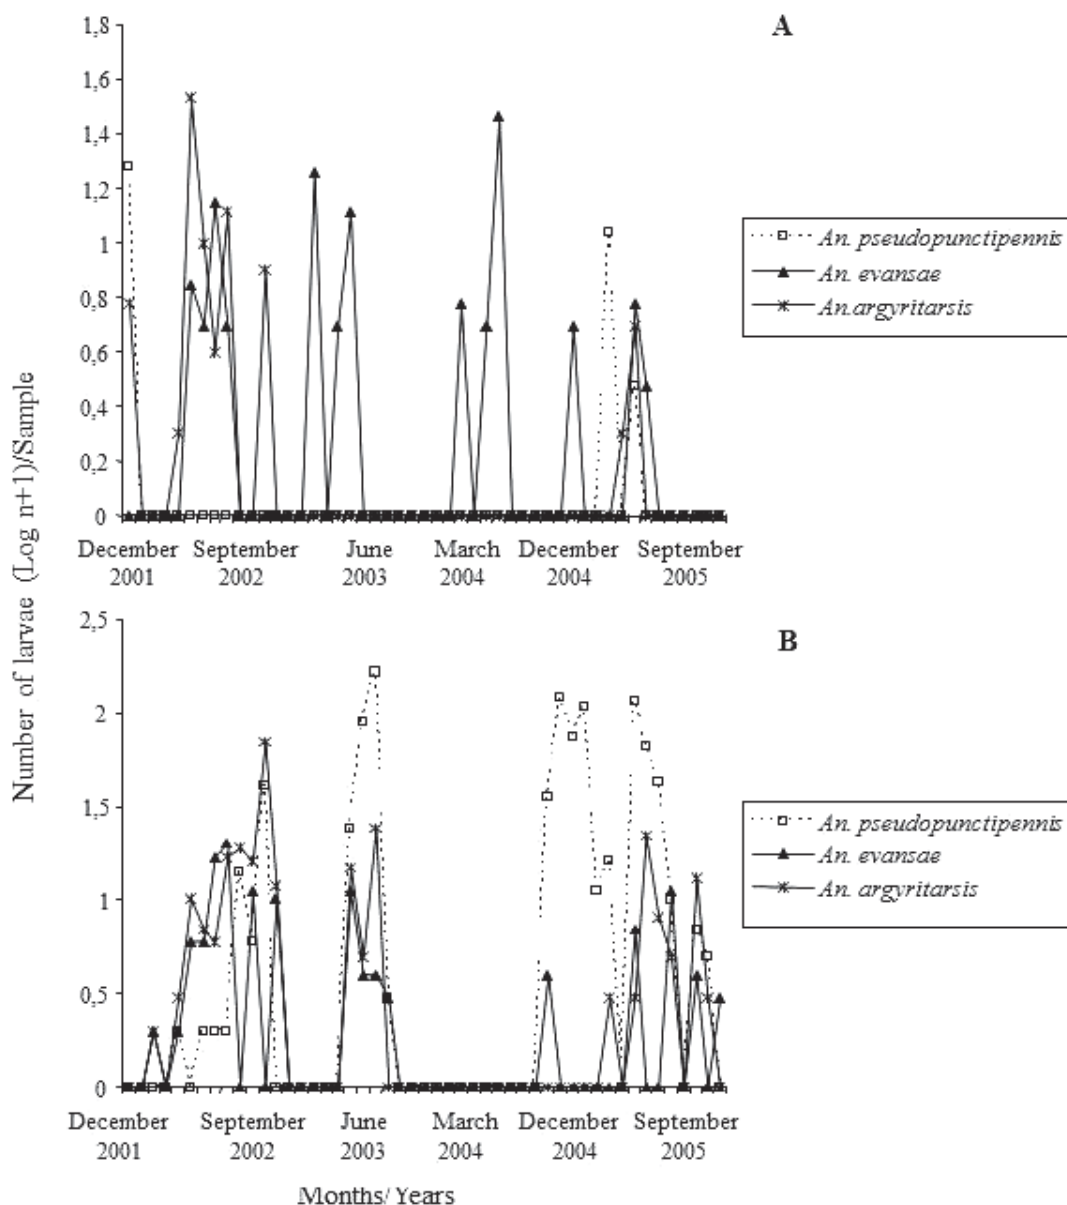 A
1,8
1,6
1,4
1,2
1
0,8
0,6
0,4
0,2
0
December September June March December September
2001 2002 2003 2004 2004 2005
An. pseudopunctipennis
An. evansae
An.argyritarsis
Number of larvae (Log n+1)/Sample
B
2,5
2
1,5
1
0,5
0
December September June March December September
2001 2002 2003 2004 2004 2005
An. pseudopunctipennis
An. evansae
An. argyritarsis
Months/Years